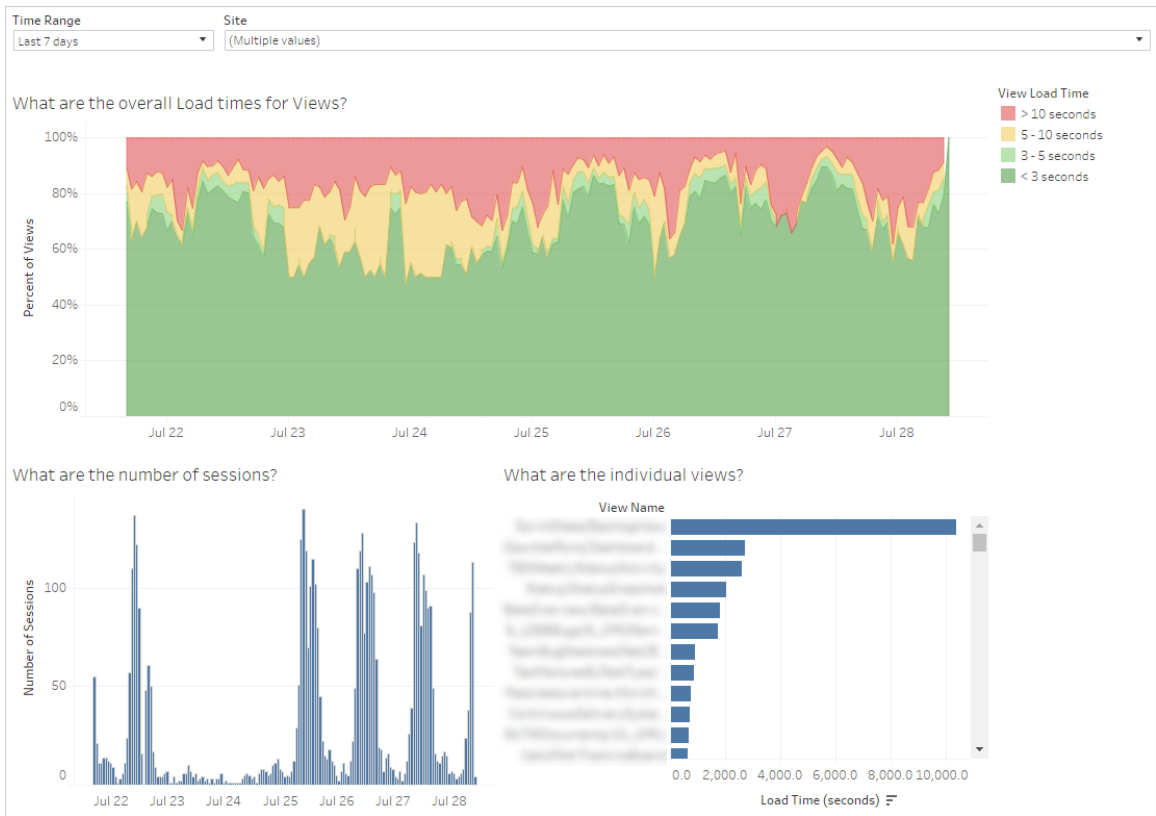 Time Range
Site
Last 7 days
(Multiple values)
What are the overall Load times for Views?
View Load Time
> 10 seconds
5 - 10 seconds
3 - 5 seconds
< 3 seconds
100%
80%
60%
40%
20%
0%
Percent of Views
Jul 22 Jul 23 Jul 24 Jul 25 Jul 26 Jul 27 Jul 28
What are the number of sessions?
100
50
0
Number of Sessions
Jul 22 Jul 23 Jul 24 Jul 25 Jul 26 Jul 27 Jul 28
What are the individual views?
View Name
0.0 2,000.0 4,000.0 6,000.0 8,000.0 10,000.0
Load Time (seconds)